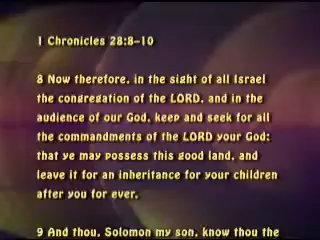 1 Chronicles 28:8–10
8 Now therefore, in the sight of all Israel
the congregation of the LORD, and in the
audience of our God, keep and seek for all
the commandments of the LORD your God:
that ye may possess this good land, and
leave it for an inheritance for your children
after you for ever.
9 And thou, Solomon my son, know thou the